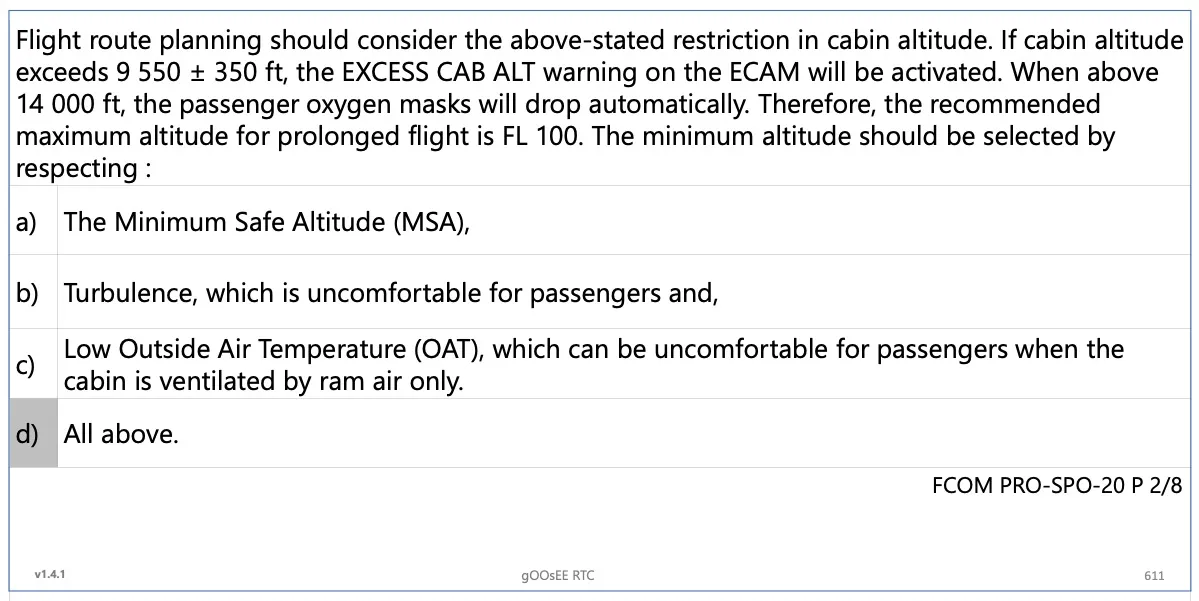 Flight route planning should consider the above-stated restriction in cabin altitude. If cabin altitude
exceeds 9 550 ± 350 ft, the EXCESS CAB ALT warning on the ECAM will be activated. When above
14 000 ft, the passenger oxygen masks will drop automatically. Therefore, the recommended
maximum altitude for prolonged flight is FL 100. The minimum altitude should be selected by
respecting :
a) The Minimum Safe Altitude (MSA),
b) Turbulence, which is uncomfortable for passengers and,
c) Low Outside Air Temperature (OAT), which can be uncomfortable for passengers when the
cabin is ventilated by ram air only.
d) All above.
FCOM PRO-SPO-20 P 2/8
v1.4.1 gOOsEE RTC 611